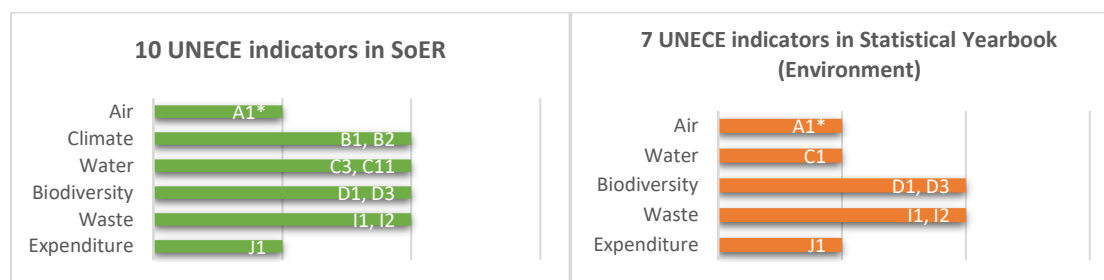 10 UNECE indicators in SoER
Air
A1*
Climate
B1, B2
Water
C3, C11
Biodiversity
D1, D3
Waste
I1, I2
Expenditure
J1
7 UNECE indicators in Statistical Yearbook
(Environment)
Air
A1*
Water
C1
Biodiversity
D1, D3
Waste
I1, I2
Expenditure
J1